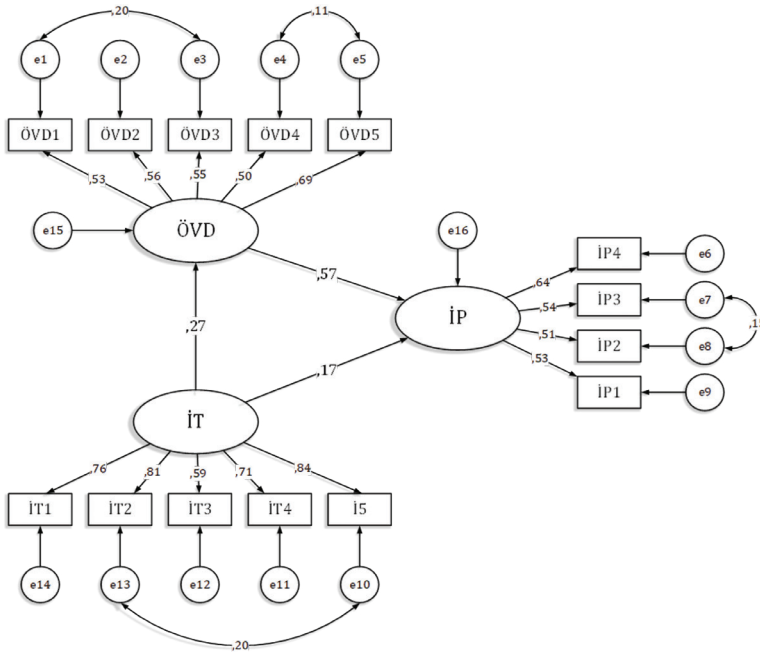 ,20 ,11
e1 e2 e3 e4 e5
ÖVD1 ÖVD2 ÖVD3 ÖVD4 ÖVD5
,53 ,56 ,55 ,50 ,69
e15 ÖVD e16
,57
İP4 e6
,64
İP3 e7
,54
İP
,15
,51
İP2 e8
,53
İP1 e9
,27
,17
İT
,76 ,81 ,59 ,71 ,84
İT1 İT2 İT3 İT4 İ5
e14 e13 e12 e11 e10
,20